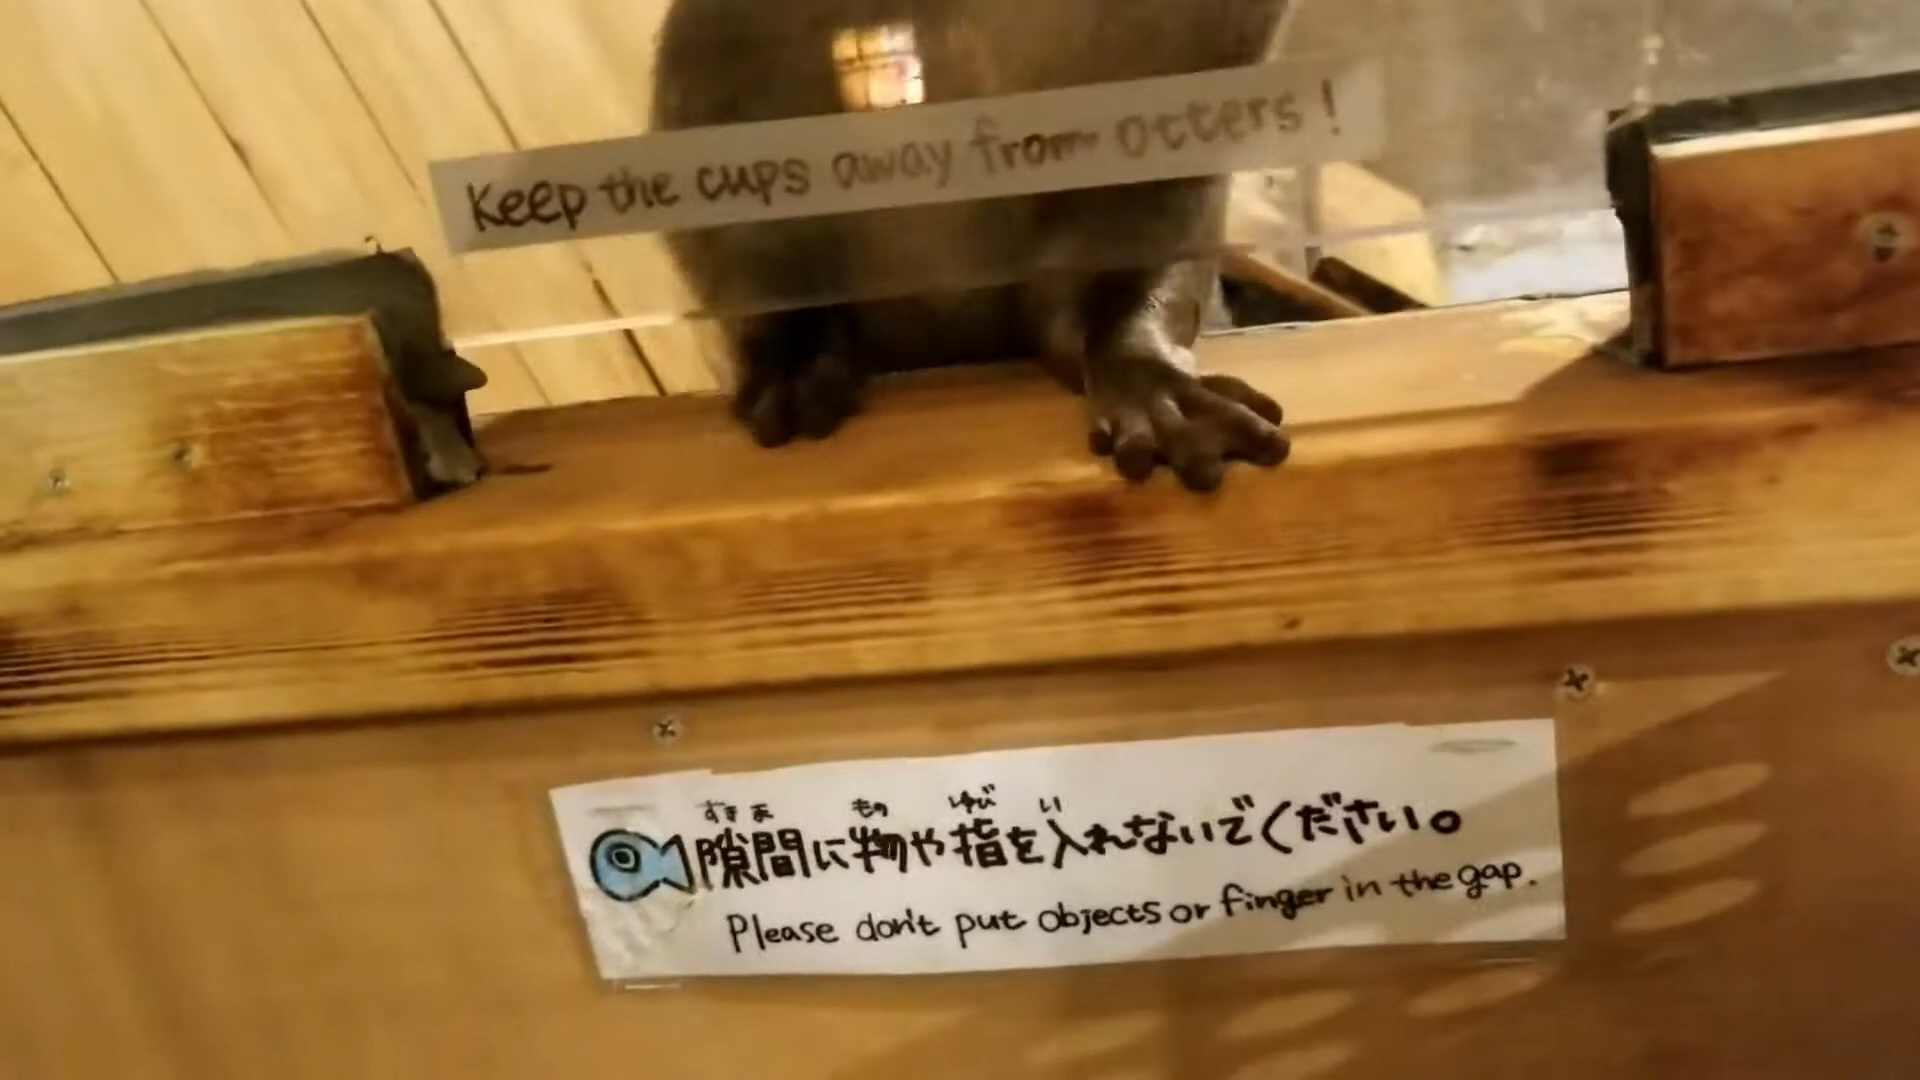 Keep the cups away from otters!
すきま もの ゆび い
隙間に物や指を入れないでください。
Please don't put objects or finger in the gap.